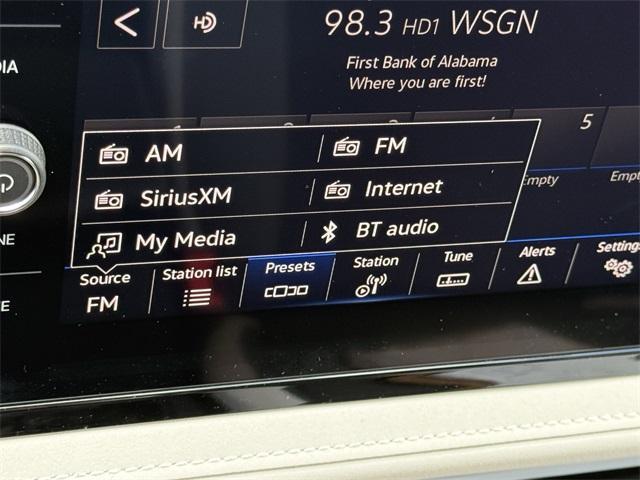 98.3 HD1 WSGN
First Bank of Alabama
Where you are first!
5
AM
FM
SiriusXM
Internet
Empty
My Media
BT audio
Source
FM
Station list
Presets
Station
Tune
Alerts